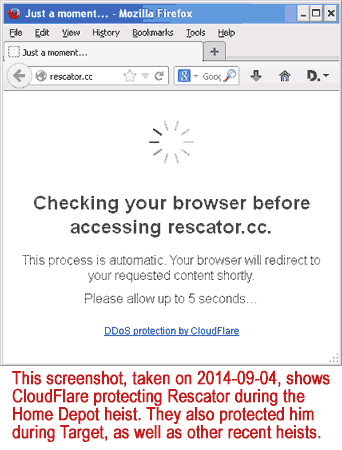 Just a moment... - Mozilla Firefox
File Edit View History Bookmarks Tools Help
Just a moment...
rescator.cc
Goog
D.
Checking your browser before
accessing rescator.cc.
This process is automatic. Your browser will redirect to
your requested content shortly.
Please allow up to 5 seconds…
DDoS protection by CloudFlare
This screenshot, taken on 2014-09-04, shows
CloudFlare protecting Rescator during the
Home Depot heist. They also protected him
during Target, as well as other recent heists.